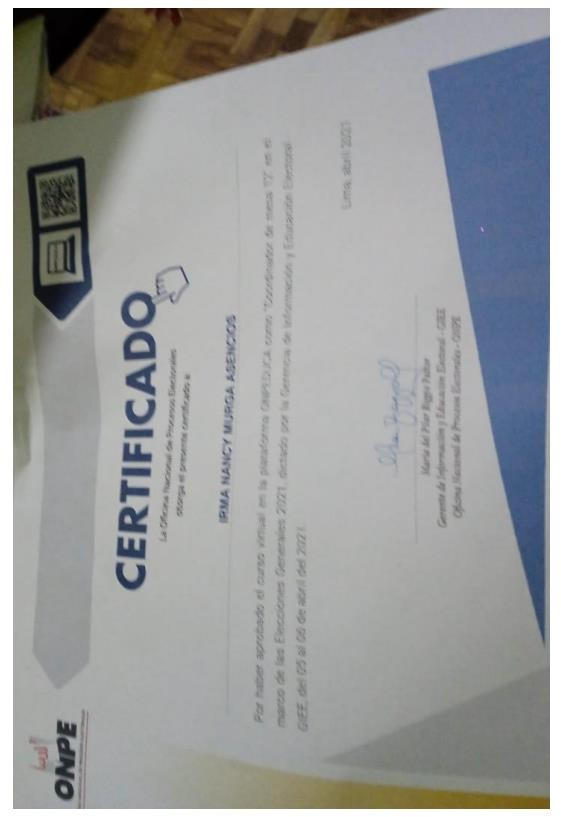 ONPE
CERTIFICADO
La Oficina Nacional de Procesos Electorales
otorga el presente certificado a:
IRMA NANCY MURGA ASENCIOS
Por haber aprobado el curso virtual en la plataforma ONPEDUCA como "Coordinador de mesa T2" en el
marco de las Elecciones Generales 2021, dictado por la Gerencia de Información y Educación Electoral -
GIEE, del 05 al 06 de abril del 2021.
Lima, abril 2021
María del Pilar Biggio Pastor
Gerente de Información y Educación Electoral - GIEE
Oficina Nacional de Procesos Electorales - ONPE